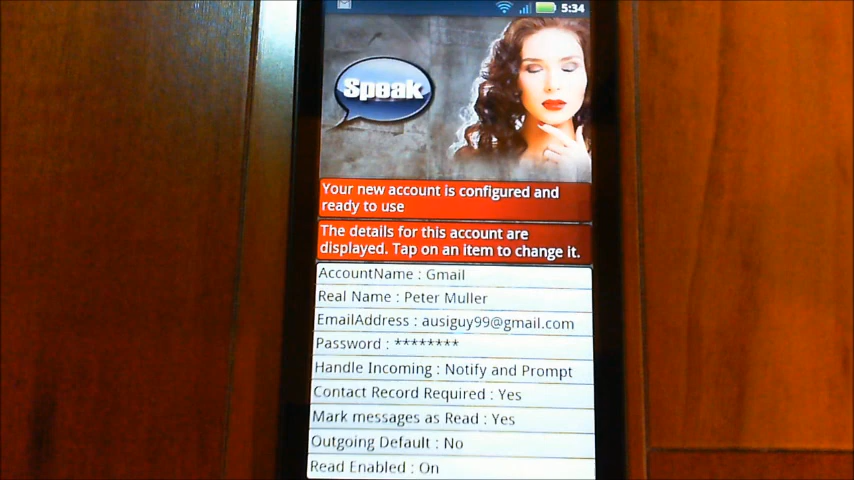 5:34
Speak
Your new account is configured and
ready to use
The details for this account are
displayed. Tap on an item to change it.
AccountName : Gmail
Real Name : Peter Muller
EmailAddress : ausiguy99@gmail.com
Password : ********
Handle Incoming : Notify and Prompt
Contact Record Required : Yes
Mark messages as Read : Yes
Outgoing Default : No
Read Enabled : On